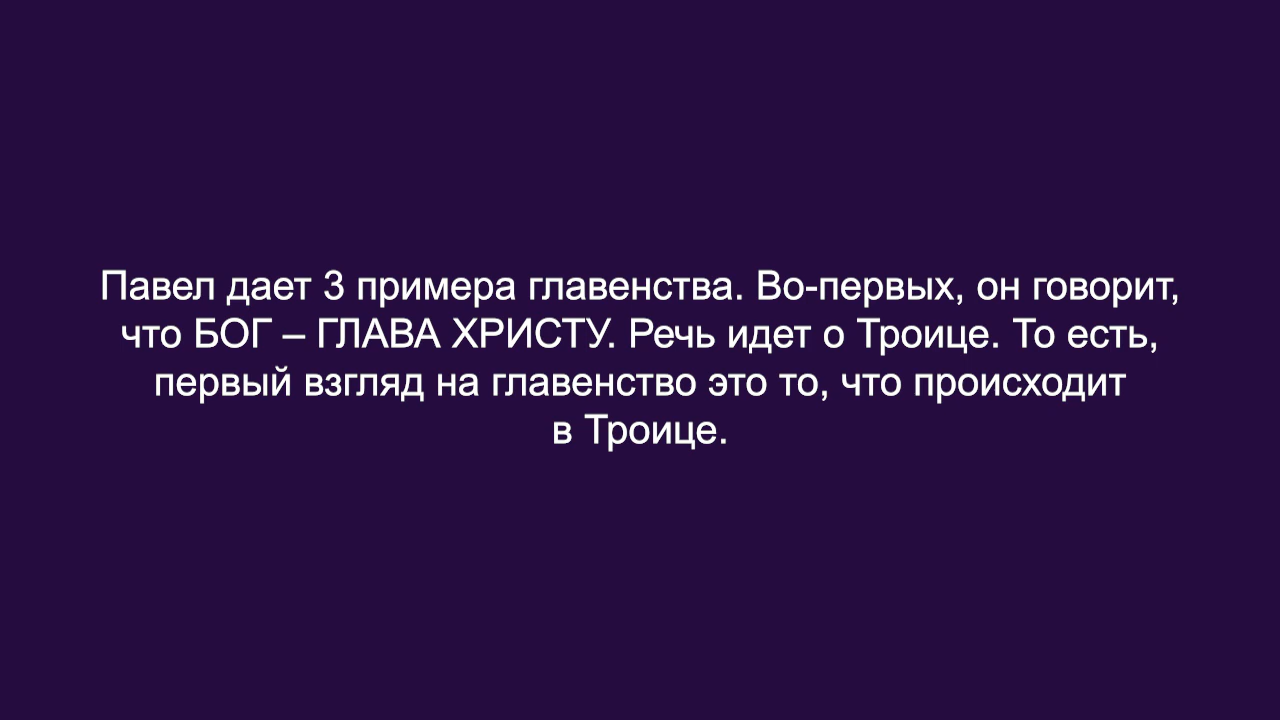 Павел дает 3 примера главенства. Во-первых, он говорит,
что БОГ – ГЛАВА ХРИСТУ. Речь идет о Троице. То есть,
первый взгляд на главенство это то, что происходит
в Троице.